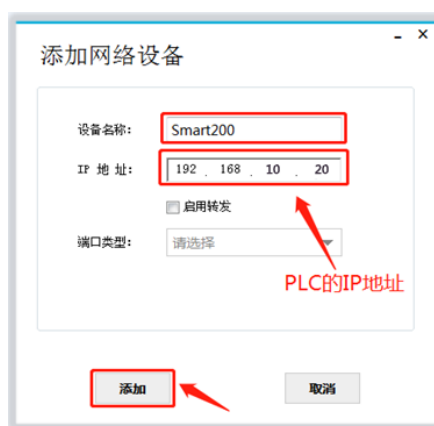 添加网络设备
设备名称: Smart200
IP 地 址: 192 . 168 . 10 . 20
启用转发
端口类型: 请选择
PLC的IP地址
添加 取消